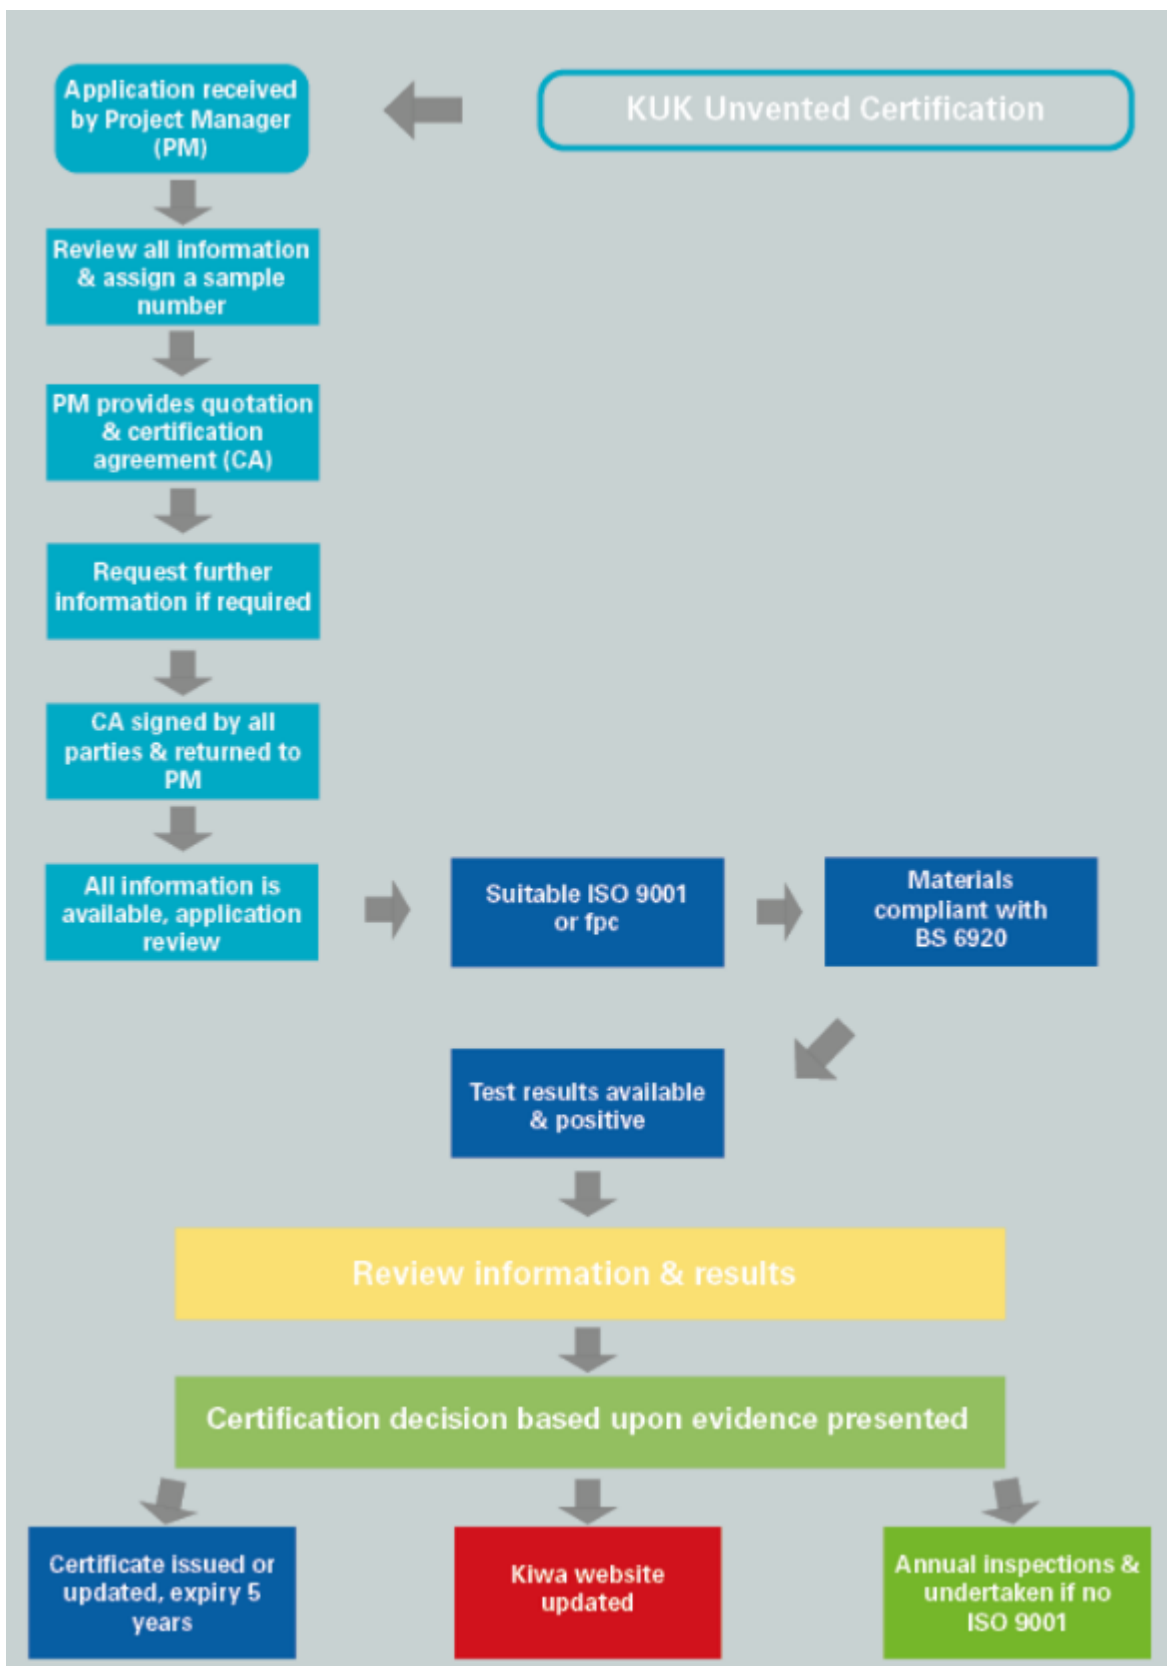 KUK Unvented Certification
Application received
by Project Manager
(PM)
Review all information
& assign a sample
number
PM provides quotation
& certification
agreement (CA)
Request further
information if required
CA signed by all
parties & returned to
PM
All information is
available, application
review
Suitable ISO 9001
or fpc
Materials
compliant with
BS 6920
Test results available
& positive
Review information & results
Certification decision based upon evidence presented
Certificate issued or
updated, expiry 5
years
Kiwa website
updated
Annual inspections &
undertaken if no
ISO 9001